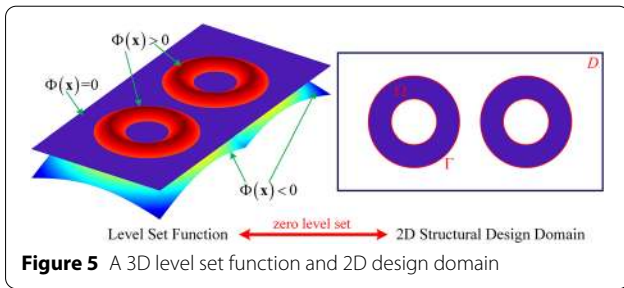 Φ(x)>0
Φ(x)=0
Φ(x)<0
D
Ω
Γ
Level Set Function
zero level set
2D Structural Design Domain
Figure 5 A 3D level set function and 2D design domain